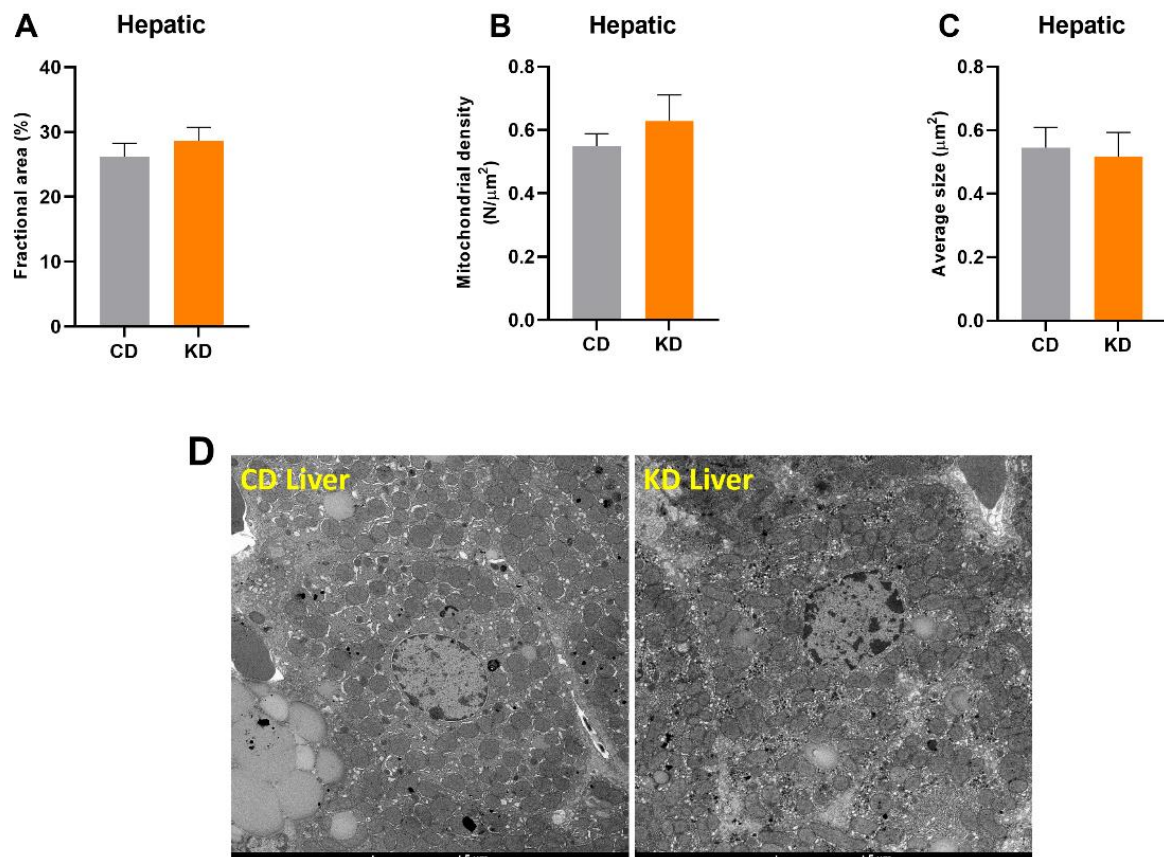 A
Hepatic
Fractional area (%)
40
30
20
10
0
CD
KD
B
Hepatic
Mitochondrial density
(N/μm²)
0.8
0.6
0.4
0.2
0.0
CD
KD
C
Hepatic
Average size (μm²)
0.8
0.6
0.4
0.2
0.0
CD
KD
D
CD Liver
KD Liver